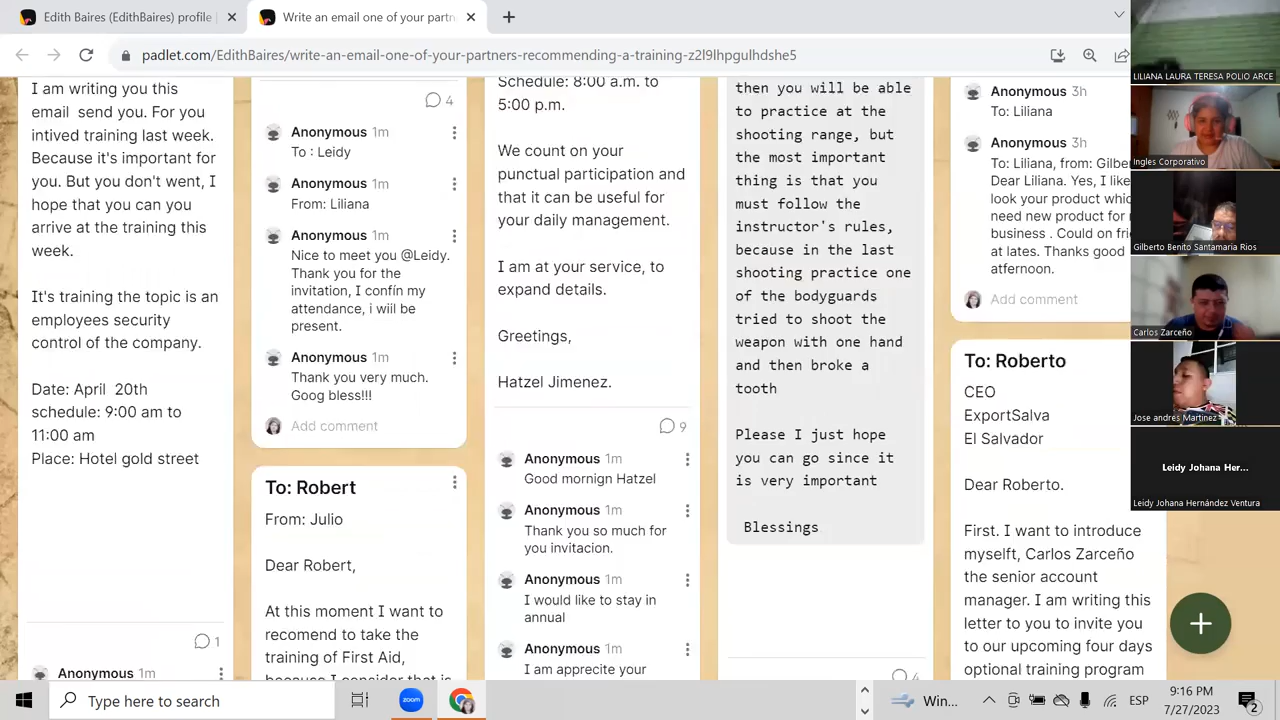 Edith Baires (EdithBaires) profile
Write an email one of your partn
padlet.com/EdithBaires/write-an-email-one-of-your-partners-recommending-a-training-z2l9lhpgulhdshe5
I am writing you this
email send you. For you
intived training last week.
Because it's important for
you. But you don't went, I
hope that you can you
arrive at the training this
week.
It's training the topic is an
employees security
control of the company.
Date: April 20th
schedule: 9:00 am to
11:00 am
Place: Hotel gold street
1
Anonymous 1m
4
Anonymous 1m
To : Leidy
Anonymous 1m
From: Liliana
Anonymous 1m
Nice to meet you @Leidy.
Thank you for the
invitation, I confín my
attendance, i wiil be
present.
Anonymous 1m
Thank you very much.
Goog bless!!!
Add comment
To: Robert
From: Julio
Dear Robert,
At this moment I want to
recomend to take the
training of First Aid,
because I consider that is
Schedule: 8:00 a.m. to
5:00 p.m.
We count on your
punctual participation and
that it can be useful for
your daily management.
I am at your service, to
expand details.
Greetings,
Hatzel Jimenez.
9
Anonymous 1m
Good mornign Hatzel
Anonymous 1m
Thank you so much for
you invitacion.
Anonymous 1m
I would like to stay in
annual
Anonymous 1m
I am apprecite your
then you will be able
to practice at the
shooting range, but
the most important
thing is that you
must follow the
instructor's rules,
because in the last
shooting practice one
of the bodyguards
tried to shoot the
weapon with one hand
and then broke a
tooth
Please I just hope
you can go since it
is very important
Blessings
4
Anonymous 3h
To: Liliana
Anonymous 3h
To: Liliana, from: Gilbe
Dear Liliana. Yes, I like
look your product whic
need new product for
business . Could on fri
at lates. Thanks good
atfernoon.
Add comment
To: Roberto
CEO
ExportSalva
El Salvador
Dear Roberto.
First. I want to introduce
myselft, Carlos Zarceño
the senior account
manager. I am writing this
letter to you to invite you
to our upcoming four days
optional training program
LILIANA LAURA TERESA POLIO ARCE
Ingles Corporativo
Gilberto Benito Santamaria Rios
Carlos Zarceño
Jose andres Martinez
Leidy Johana Her...
Leidy Johana Hernández Ventura
Type here to search
zoom
Win...
ESP
9:16 PM
7/27/2023
2